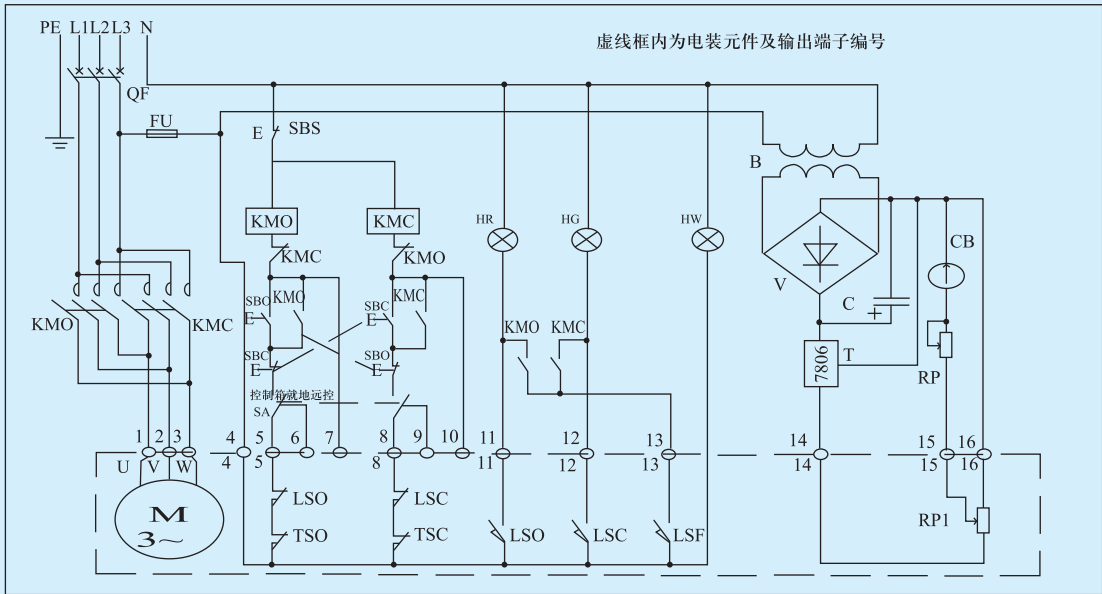 PE L1 L2 L3 N
虚线框内为电装元件及输出端子编号
QF
FU
E SBS
B
KMO KMC HR HG HW
KMC KMO CB
V
SBO KMO SBC KMC C
E E +
KMO KMC KMO KMC
SBC SBO 7806 T RP
E E
控制箱就地远控
SA
1 2 3 4 5 6 7 8 9 10 11 12 13 14 15 16
4 5 8 11 12 13 14 15 16
U V W
LSO LSC
M RP1
3~ TSO TSC LSO LSC LSF